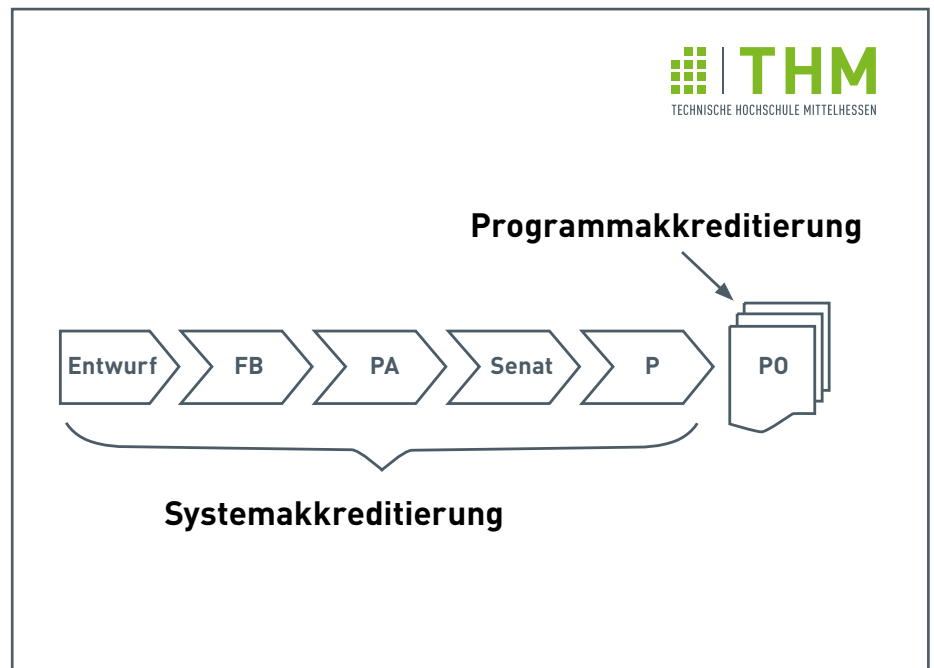 THM
TECHNISCHE HOCHSCHULE MITTELHESSEN
Programmakkreditierung
Entwurf FB PA Senat P PO
Systemakkreditierung